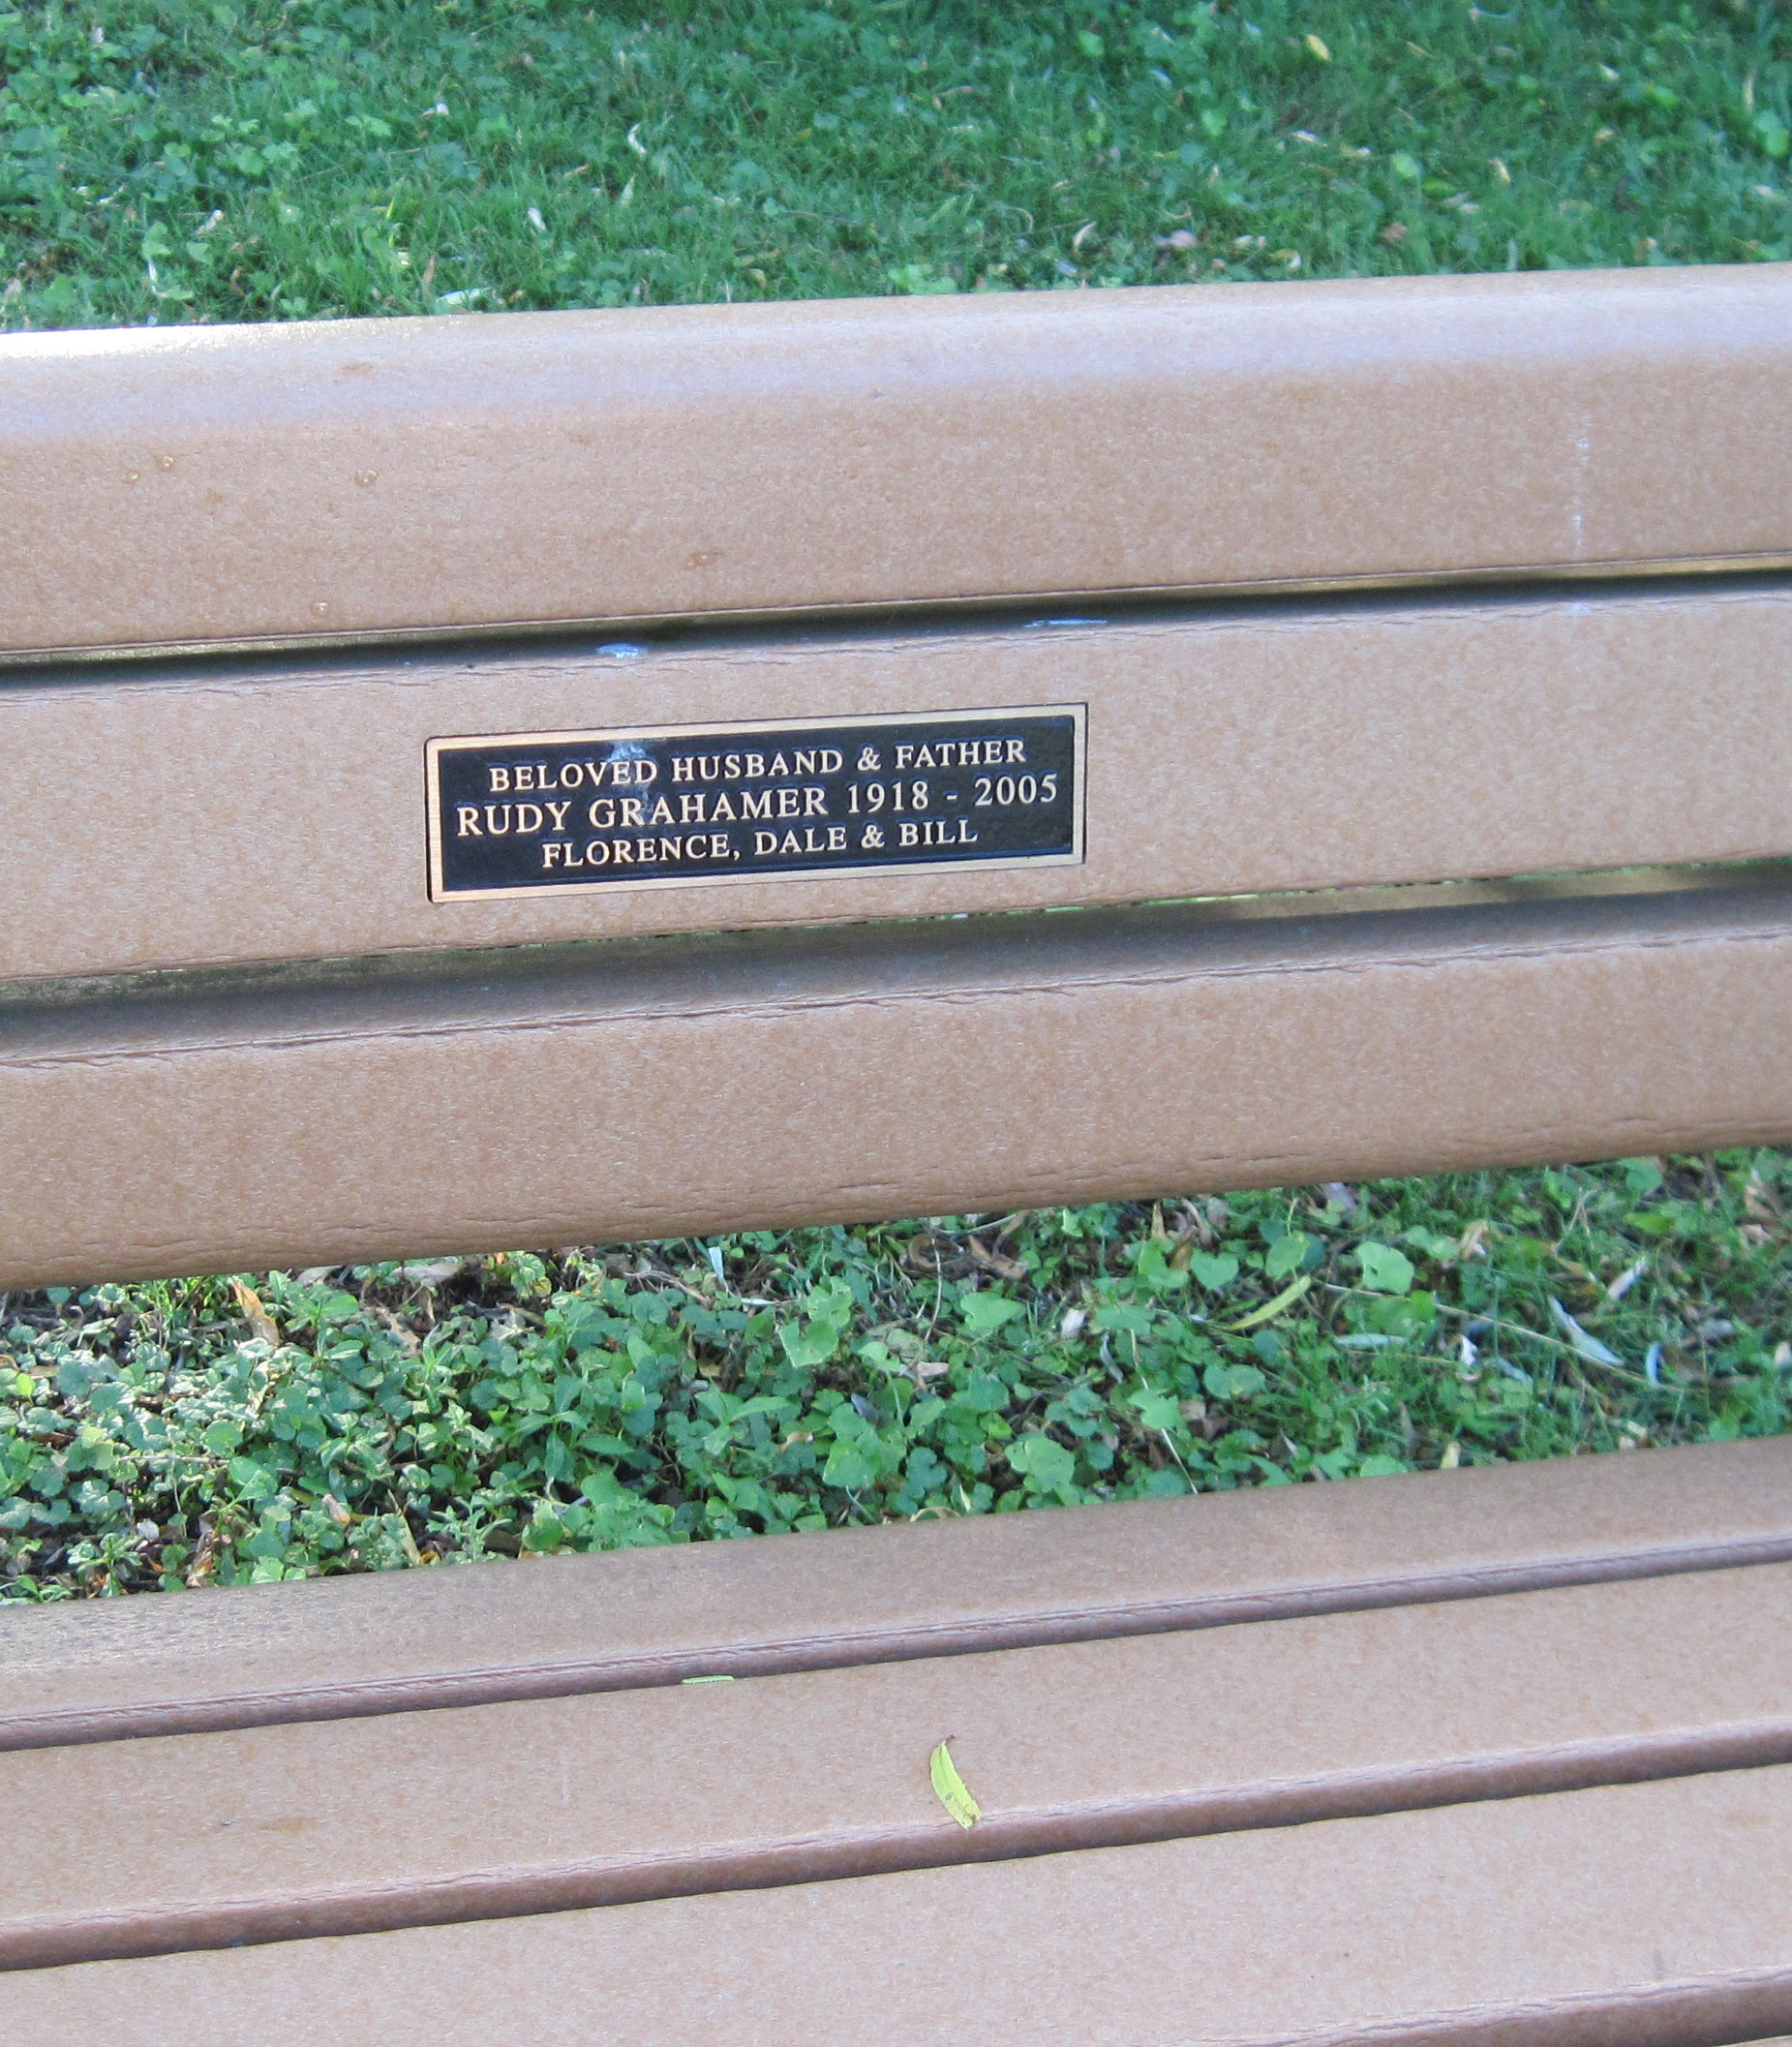 BELOVED HUSBAND & FATHER
RUDY GRAHAMER 1918 - 2005
FLORENCE, DALE & BILL